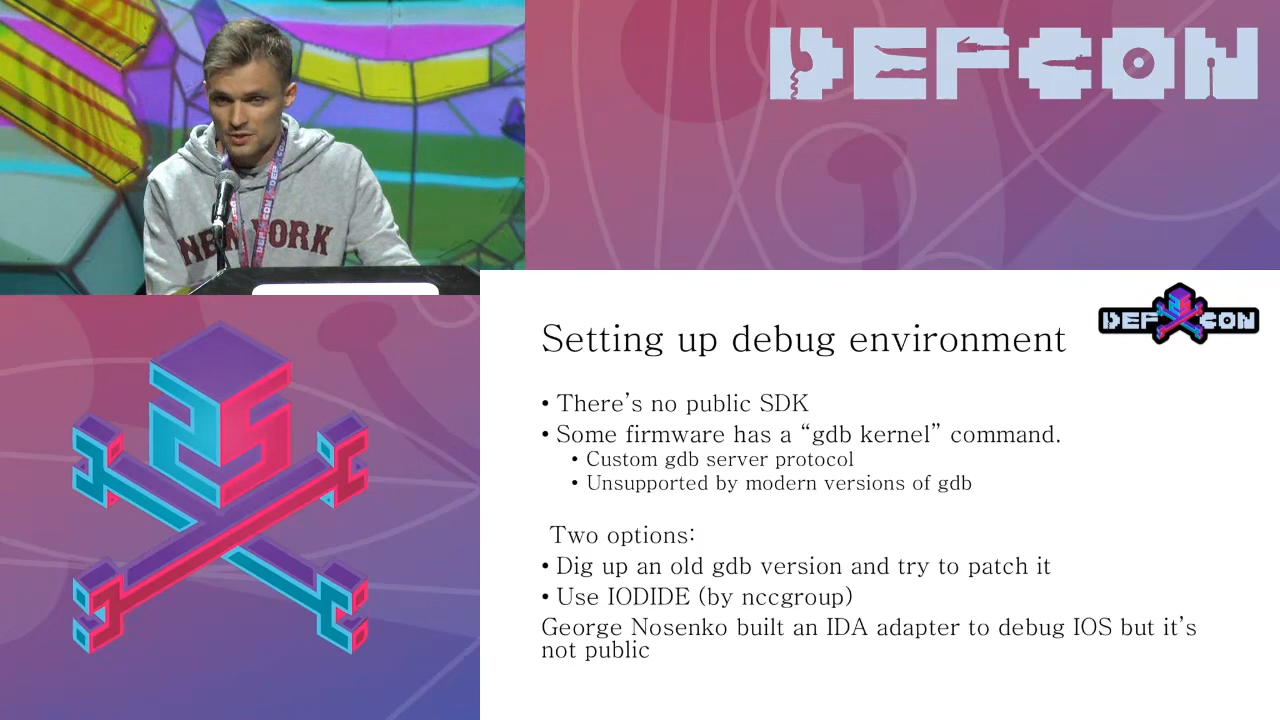 DEFCON
NEW YORK
DEF CON
DEF CON
Setting up debug environment
• There’s no public SDK
• Some firmware has a “gdb kernel” command.
• Custom gdb server protocol
• Unsupported by modern versions of gdb
Two options:
• Dig up an old gdb version and try to patch it
• Use IODIDE (by nccgroup)
George Nosenko built an IDA adapter to debug IOS but it’s
not public